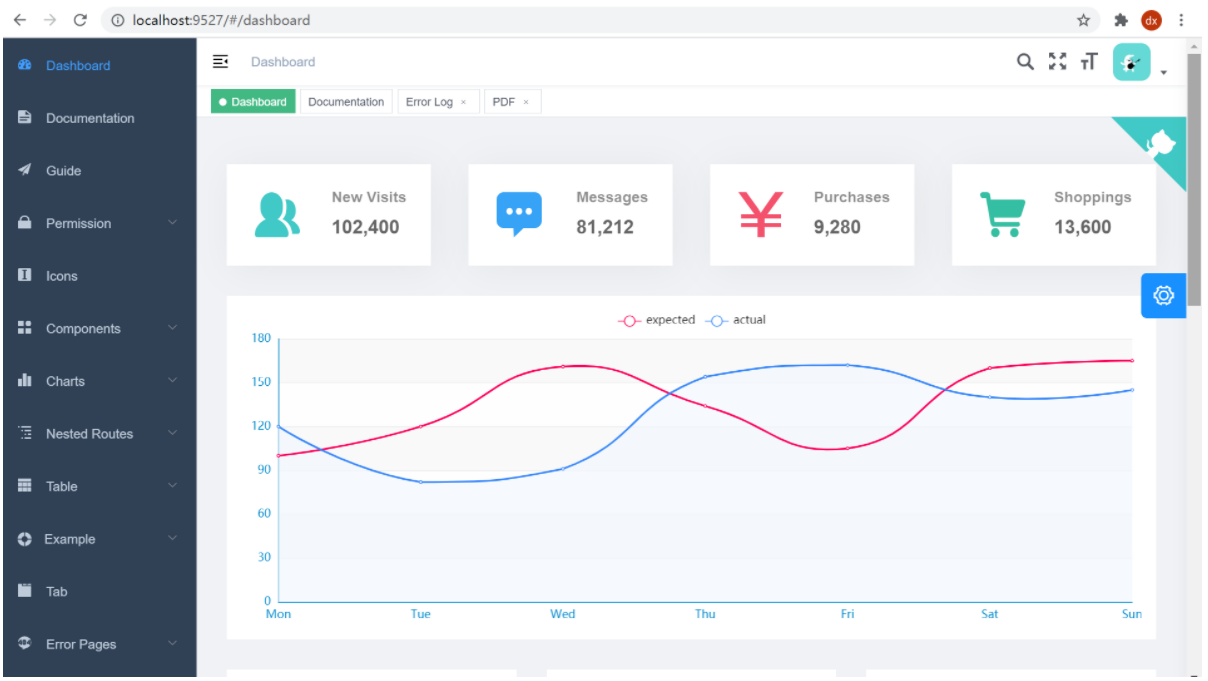 localhost:9527/#/dashboard
dx
Dashboard
Documentation
Guide
Permission
Icons
Components
Charts
Nested Routes
Table
Example
Tab
Error Pages
Dashboard
Dashboard
Documentation
Error Log ×
PDF ×
New Visits
102,400
Messages
81,212
Purchases
9,280
Shoppings
13,600
expected
actual
180
150
120
90
60
30
0
Mon Tue Wed Thu Fri Sat Sun